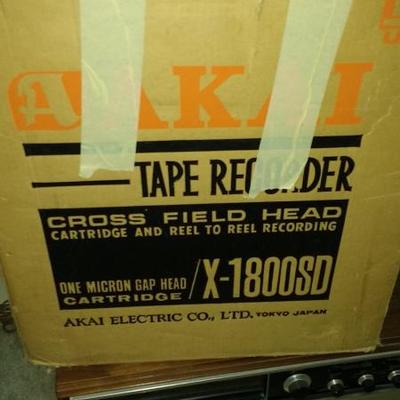 AKAI
TAPE RECORDER
CROSS FIELD HEAD
CARTRIDGE AND REEL TO REEL RECORDING
ONE MICRON GAP HEAD /X-1800SD
CARTRIDGE
AKAI ELECTRIC CO., LTD. TOKYO JAPAN